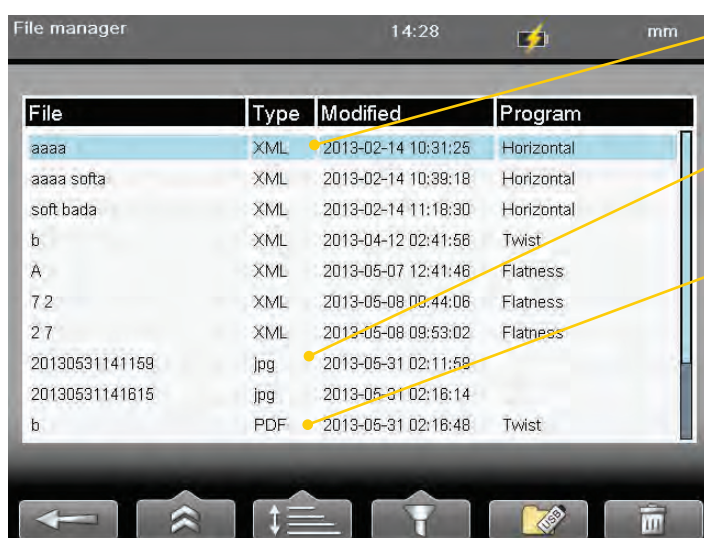 File manager 14:28 mm
File Type Modified Program
aaaa XML 2013-02-14 10:31:25 Horizontal
aaaa softa XML 2013-02-14 10:39:18 Horizontal
soft bada XML 2013-02-14 11:18:30 Horizontal
b XML 2013-04-12 02:41:56 Twist
A XML 2013-05-07 12:41:46 Flatness
7 2 XML 2013-05-08 09:44:06 Flatness
2 7 XML 2013-05-08 09:53:02 Flatness
20130531141159 jpg 2013-05-31 02:11:58
20130531141615 jpg 2013-05-31 02:16:14
b PDF 2013-05-31 02:16:48 Twist
USB